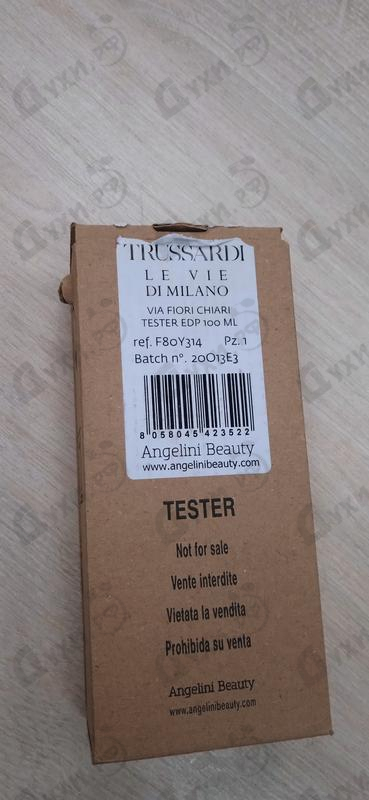 TRUSSARDI
LE VIE
DI MILANO
VIA FIORI CHIARI
TESTER EDP 100 ML
ref. F80Y314 Pz. 1
Batch n°. 20O13E3
8 058045 423522
Angelini Beauty
www.angelinibeauty.com
TESTER
Not for sale
Vente interdite
Vietata la vendita
Prohibida su venta
Angelini Beauty
www.angelinibeauty.com